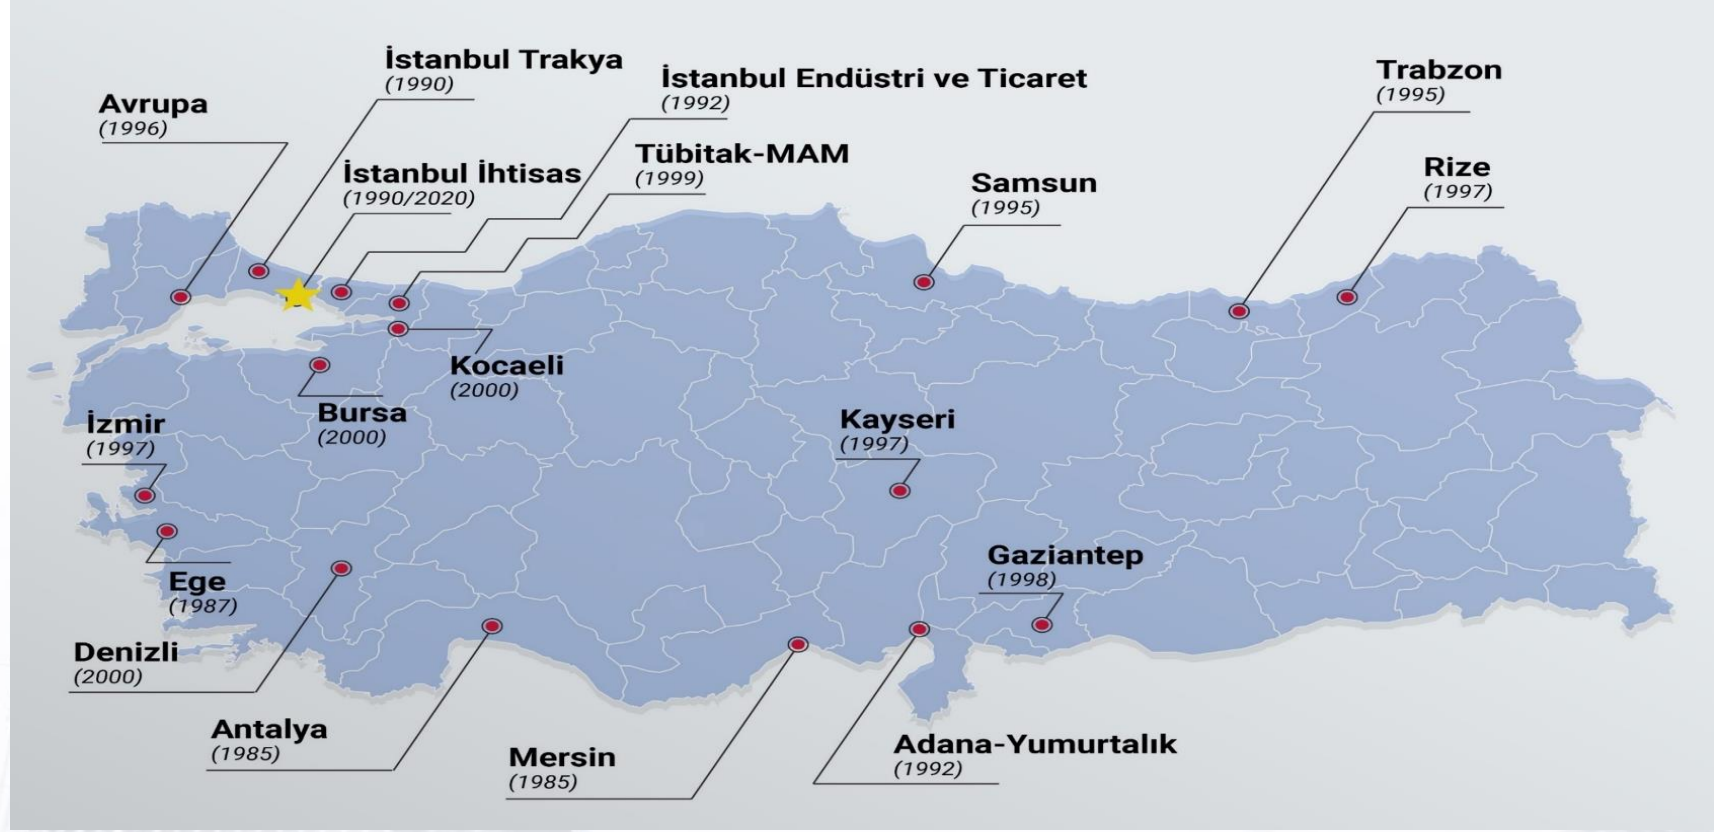 İstanbul Trakya
(1990)
İstanbul Endüstri ve Ticaret
(1992)
Trabzon
(1995)
Avrupa
(1996)
Tübitak-MAM
(1999)
İstanbul İhtisas
(1990/2020)
Samsun
(1995)
Rize
(1997)
Kocaeli
(2000)
Bursa
(2000)
İzmir
(1997)
Kayseri
(1997)
Ege
(1987)
Gaziantep
(1998)
Denizli
(2000)
Antalya
(1985)
Mersin
(1985)
Adana-Yumurtalık
(1992)